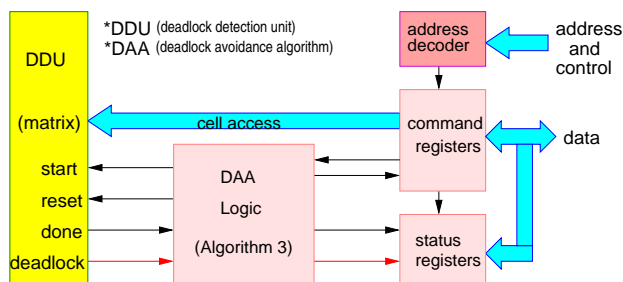 *DDU (deadlock detection unit)
*DAA (deadlock avoidance algorithm)
DDU
(matrix)
start
reset
done
deadlock
cell access
DAA
Logic
(Algorithm 3)
address
decoder
address
and
control
command
registers
data
status
registers